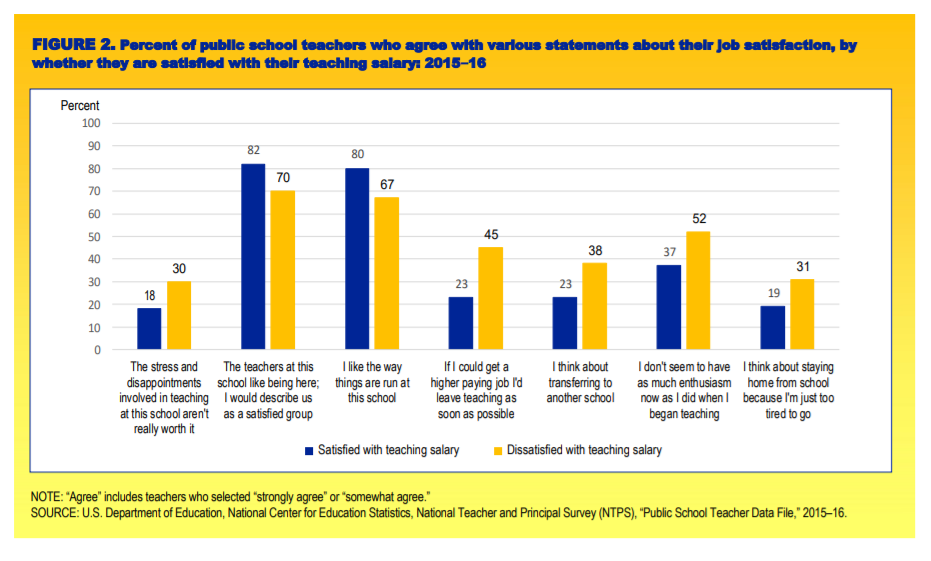 FIGURE 2. Percent of public school teachers who agree with various statements about their job satisfaction, by
whether they are satisfied with their teaching salary: 2015–16
Percent
100
90
80
70
60
50
40
30
20
10
0
18
30
82
70
80
67
23
45
23
38
37
52
19
31
The stress and
disappointments
involved in teaching
at this school aren't
really worth it
The teachers at this
school like being here;
I would describe us
as a satisfied group
I like the way
things are run at
this school
If I could get a
higher paying job I'd
leave teaching as
soon as possible
I think about
transferring to
another school
I don't seem to have
as much enthusiasm
now as I did when I
began teaching
I think about staying
home from school
because I'm just too
tired to go
Satisfied with teaching salary
Dissatisfied with teaching salary
NOTE: “Agree” includes teachers who selected “strongly agree” or “somewhat agree.”
SOURCE: U.S. Department of Education, National Center for Education Statistics, National Teacher and Principal Survey (NTPS), “Public School Teacher Data File,” 2015–16.